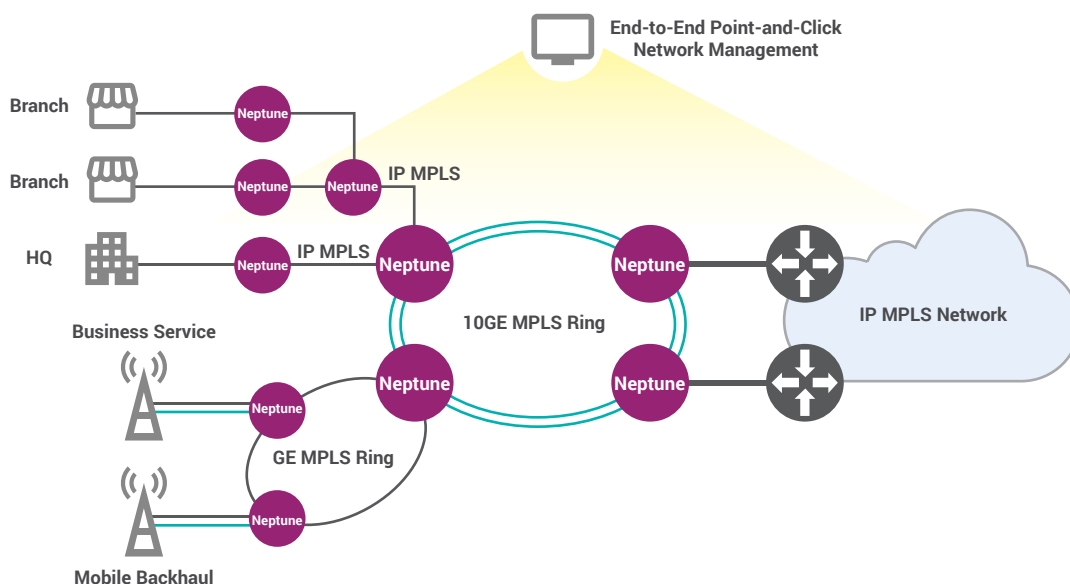 End-to-End Point-and-Click
Network Management
Branch
Neptune
Branch
Neptune
Neptune
IP MPLS
HQ
Neptune
IP MPLS
Neptune
Neptune
10GE MPLS Ring
IP MPLS Network
Business Service
Neptune
Neptune
Neptune
GE MPLS Ring
Neptune
Mobile Backhaul